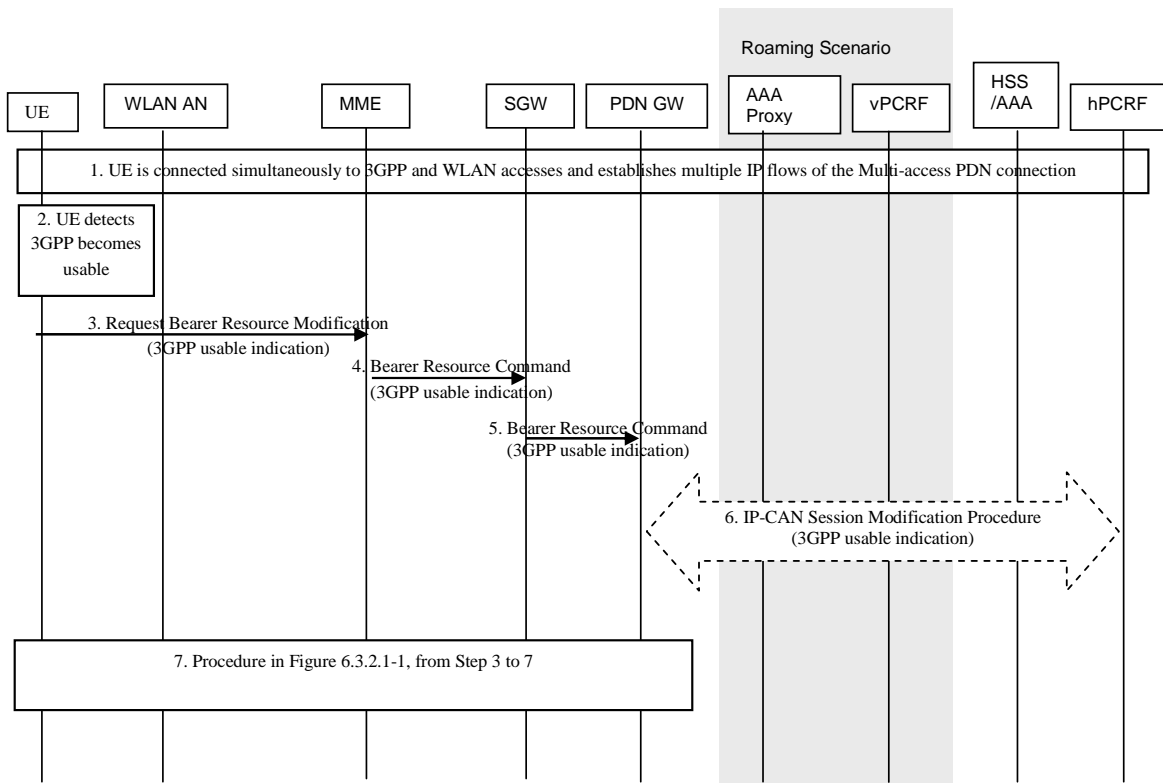 Roaming Scenario
UE
WLAN AN
MME
SGW
PDN GW
AAA
Proxy
vPCRF
HSS
/AAA
hPCRF
1. UE is connected simultaneously to 3GPP and WLAN accesses and establishes multiple IP flows of the Multi-access PDN connection
2. UE detects
3GPP becomes
usable
3. Request Bearer Resource Modification
(3GPP usable indication)
4. Bearer Resource Command
(3GPP usable indication)
5. Bearer Resource Command
(3GPP usable indication)
6. IP-CAN Session Modification Procedure
(3GPP usable indication)
7. Procedure in Figure 6.3.2.1-1, from Step 3 to 7